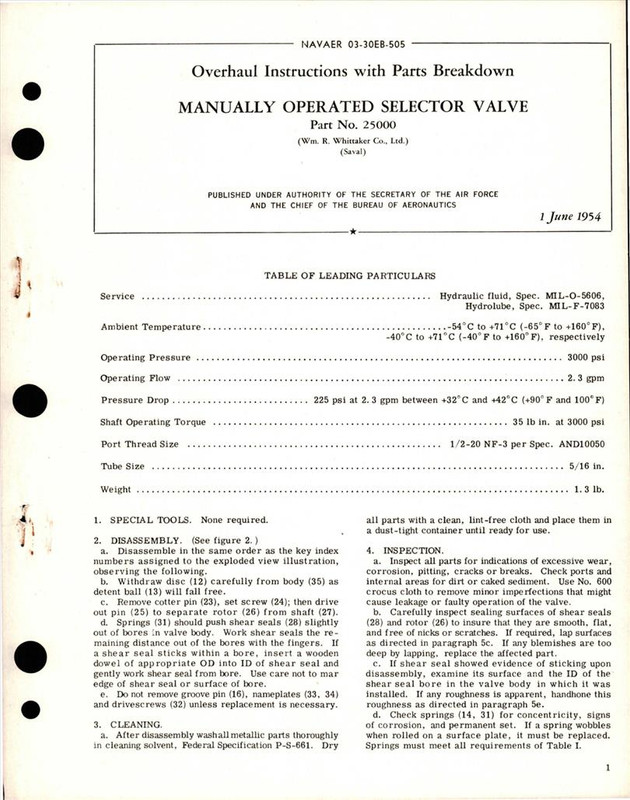 NAVAER 03-30EB-505
Overhaul Instructions with Parts Breakdown
MANUALLY OPERATED SELECTOR VALVE
Part No. 25000
(Wm. R. Whittaker Co., Ltd.)
(Saval)
PUBLISHED UNDER AUTHORITY OF THE SECRETARY OF THE AIR FORCE
AND THE CHIEF OF THE BUREAU OF AERONAUTICS
1 June 1954
TABLE OF LEADING PARTICULARS
Service ........ Hydraulic fluid, Spec. MIL-O-5606,
Hydrolube, Spec. MIL-F-7083
Ambient Temperature ........ -54°C to +71°C (-65°F to +160°F),
-40°C to +71°C (-40°F to +160°F), respectively
Operating Pressure ........ 3000 psi
Operating Flow ........ 2.3 gpm
Pressure Drop ........ 225 psi at 2.3 gpm between +32°C and +42°C (+90°F and 100°F)
Shaft Operating Torque ........ 35 lb in. at 3000 psi
Port Thread Size ........ 1/2-20 NF-3 per Spec. AND10050
Tube Size ........ 5/16 in.
Weight ........ 1.3 lb.
1. SPECIAL TOOLS. None required.
2. DISASSEMBLY. (See figure 2.)
a. Disassemble in the same order as the key index
numbers assigned to the exploded view illustration,
observing the following.
b. Withdraw disc (12) carefully from body (35) as
detent ball (13) will fall free.
c. Remove cotter pin (23), set screw (24); then drive
out pin (25) to separate rotor (26) from shaft (27).
d. Springs (31) should push shear seals (28) slightly
out of bores in valve body. Work shear seals the re-
maining distance out of the bores with the fingers. If
a shear seal sticks within a bore, insert a wooden
dowel of appropriate OD into ID of shear seal and
gently work shear seal from bore. Use care not to mar
edge of shear seal or surface of bore.
e. Do not remove groove pin (16), nameplates (33, 34)
and drivescrews (32) unless replacement is necessary.
3. CLEANING.
a. After disassembly wash all metallic parts thoroughly
in cleaning solvent, Federal Specification P-S-661. Dry
all parts with a clean, lint-free cloth and place them in
a dust-tight container until ready for use.
4. INSPECTION.
a. Inspect all parts for indications of excessive wear,
corrosion, pitting, cracks or breaks. Check ports and
internal areas for dirt or caked sediment. Use No. 600
crocus cloth to remove minor imperfections that might
cause leakage or faulty operation of the valve.
b. Carefully inspect sealing surfaces of shear seals
(28) and rotor (26) to insure that they are smooth, flat,
and free of nicks or scratches. If required, lap surfaces
as directed in paragraph 5c. If any blemishes are too
deep by lapping, replace the affected part.
c. If shear seal showed evidence of sticking upon
disassembly, examine its surface and the ID of the
shear seal bore in the valve body in which it was
installed. If any roughness is apparent, handhone this
roughness as directed in paragraph 5e.
d. Check springs (14, 31) for concentricity, signs
of corrosion, and permanent set. If a spring wobbles
when rolled on a surface plate, it must be replaced.
Springs must meet all requirements of Table I.
1